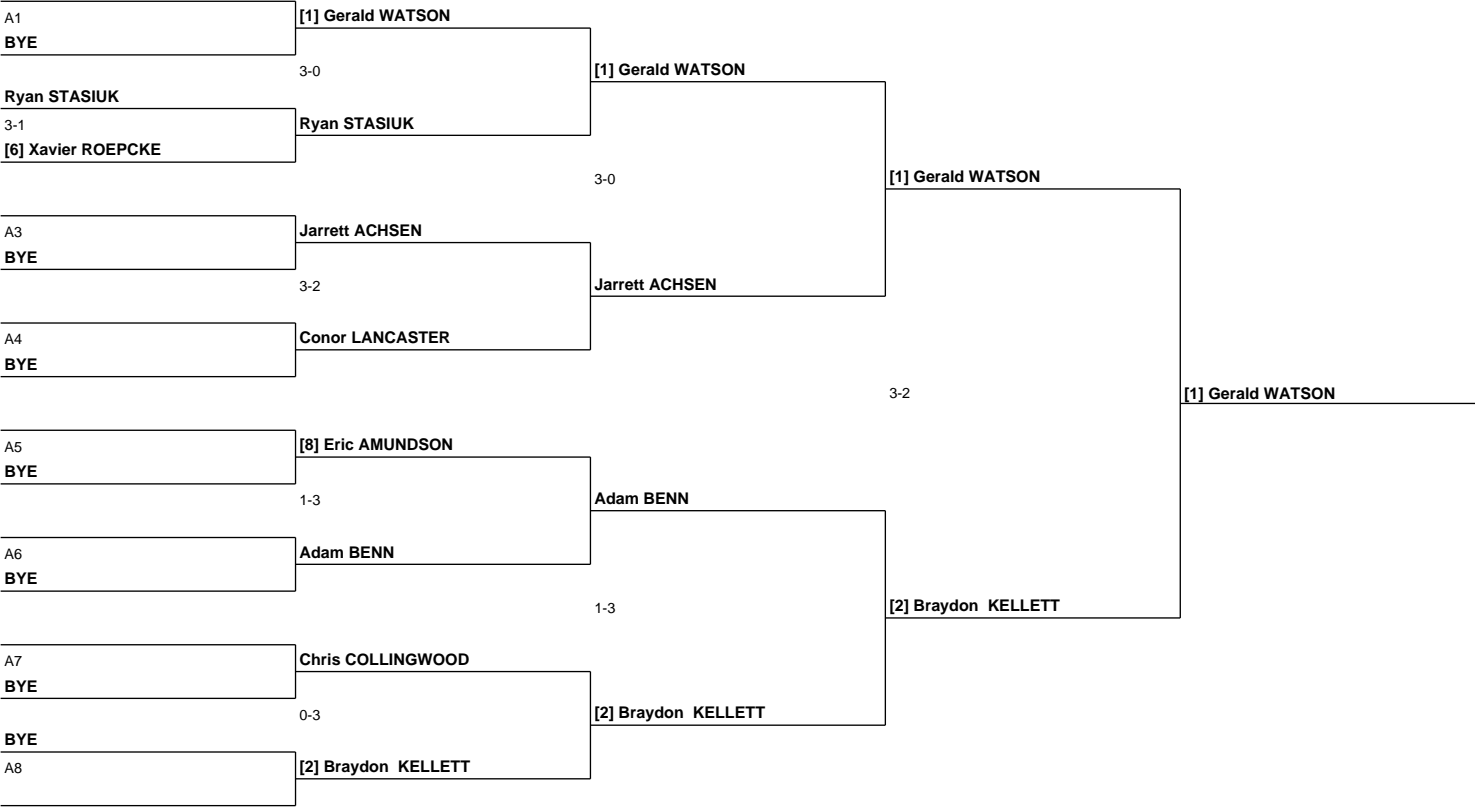 A1
BYE
[1] Gerald WATSON
3-0
Ryan STASIUK
3-1
[6] Xavier ROEPCKE
Ryan STASIUK
[1] Gerald WATSON
3-0
A3
BYE
Jarrett ACHSEN
3-2
A4
BYE
Conor LANCASTER
Jarrett ACHSEN
[1] Gerald WATSON
3-2
[1] Gerald WATSON
A5
BYE
[8] Eric AMUNDSON
1-3
A6
BYE
Adam BENN
Adam BENN
1-3
A7
BYE
Chris COLLINGWOOD
0-3
BYE
A8
[2] Braydon  KELLETT
[2] Braydon  KELLETT
[2] Braydon  KELLETT